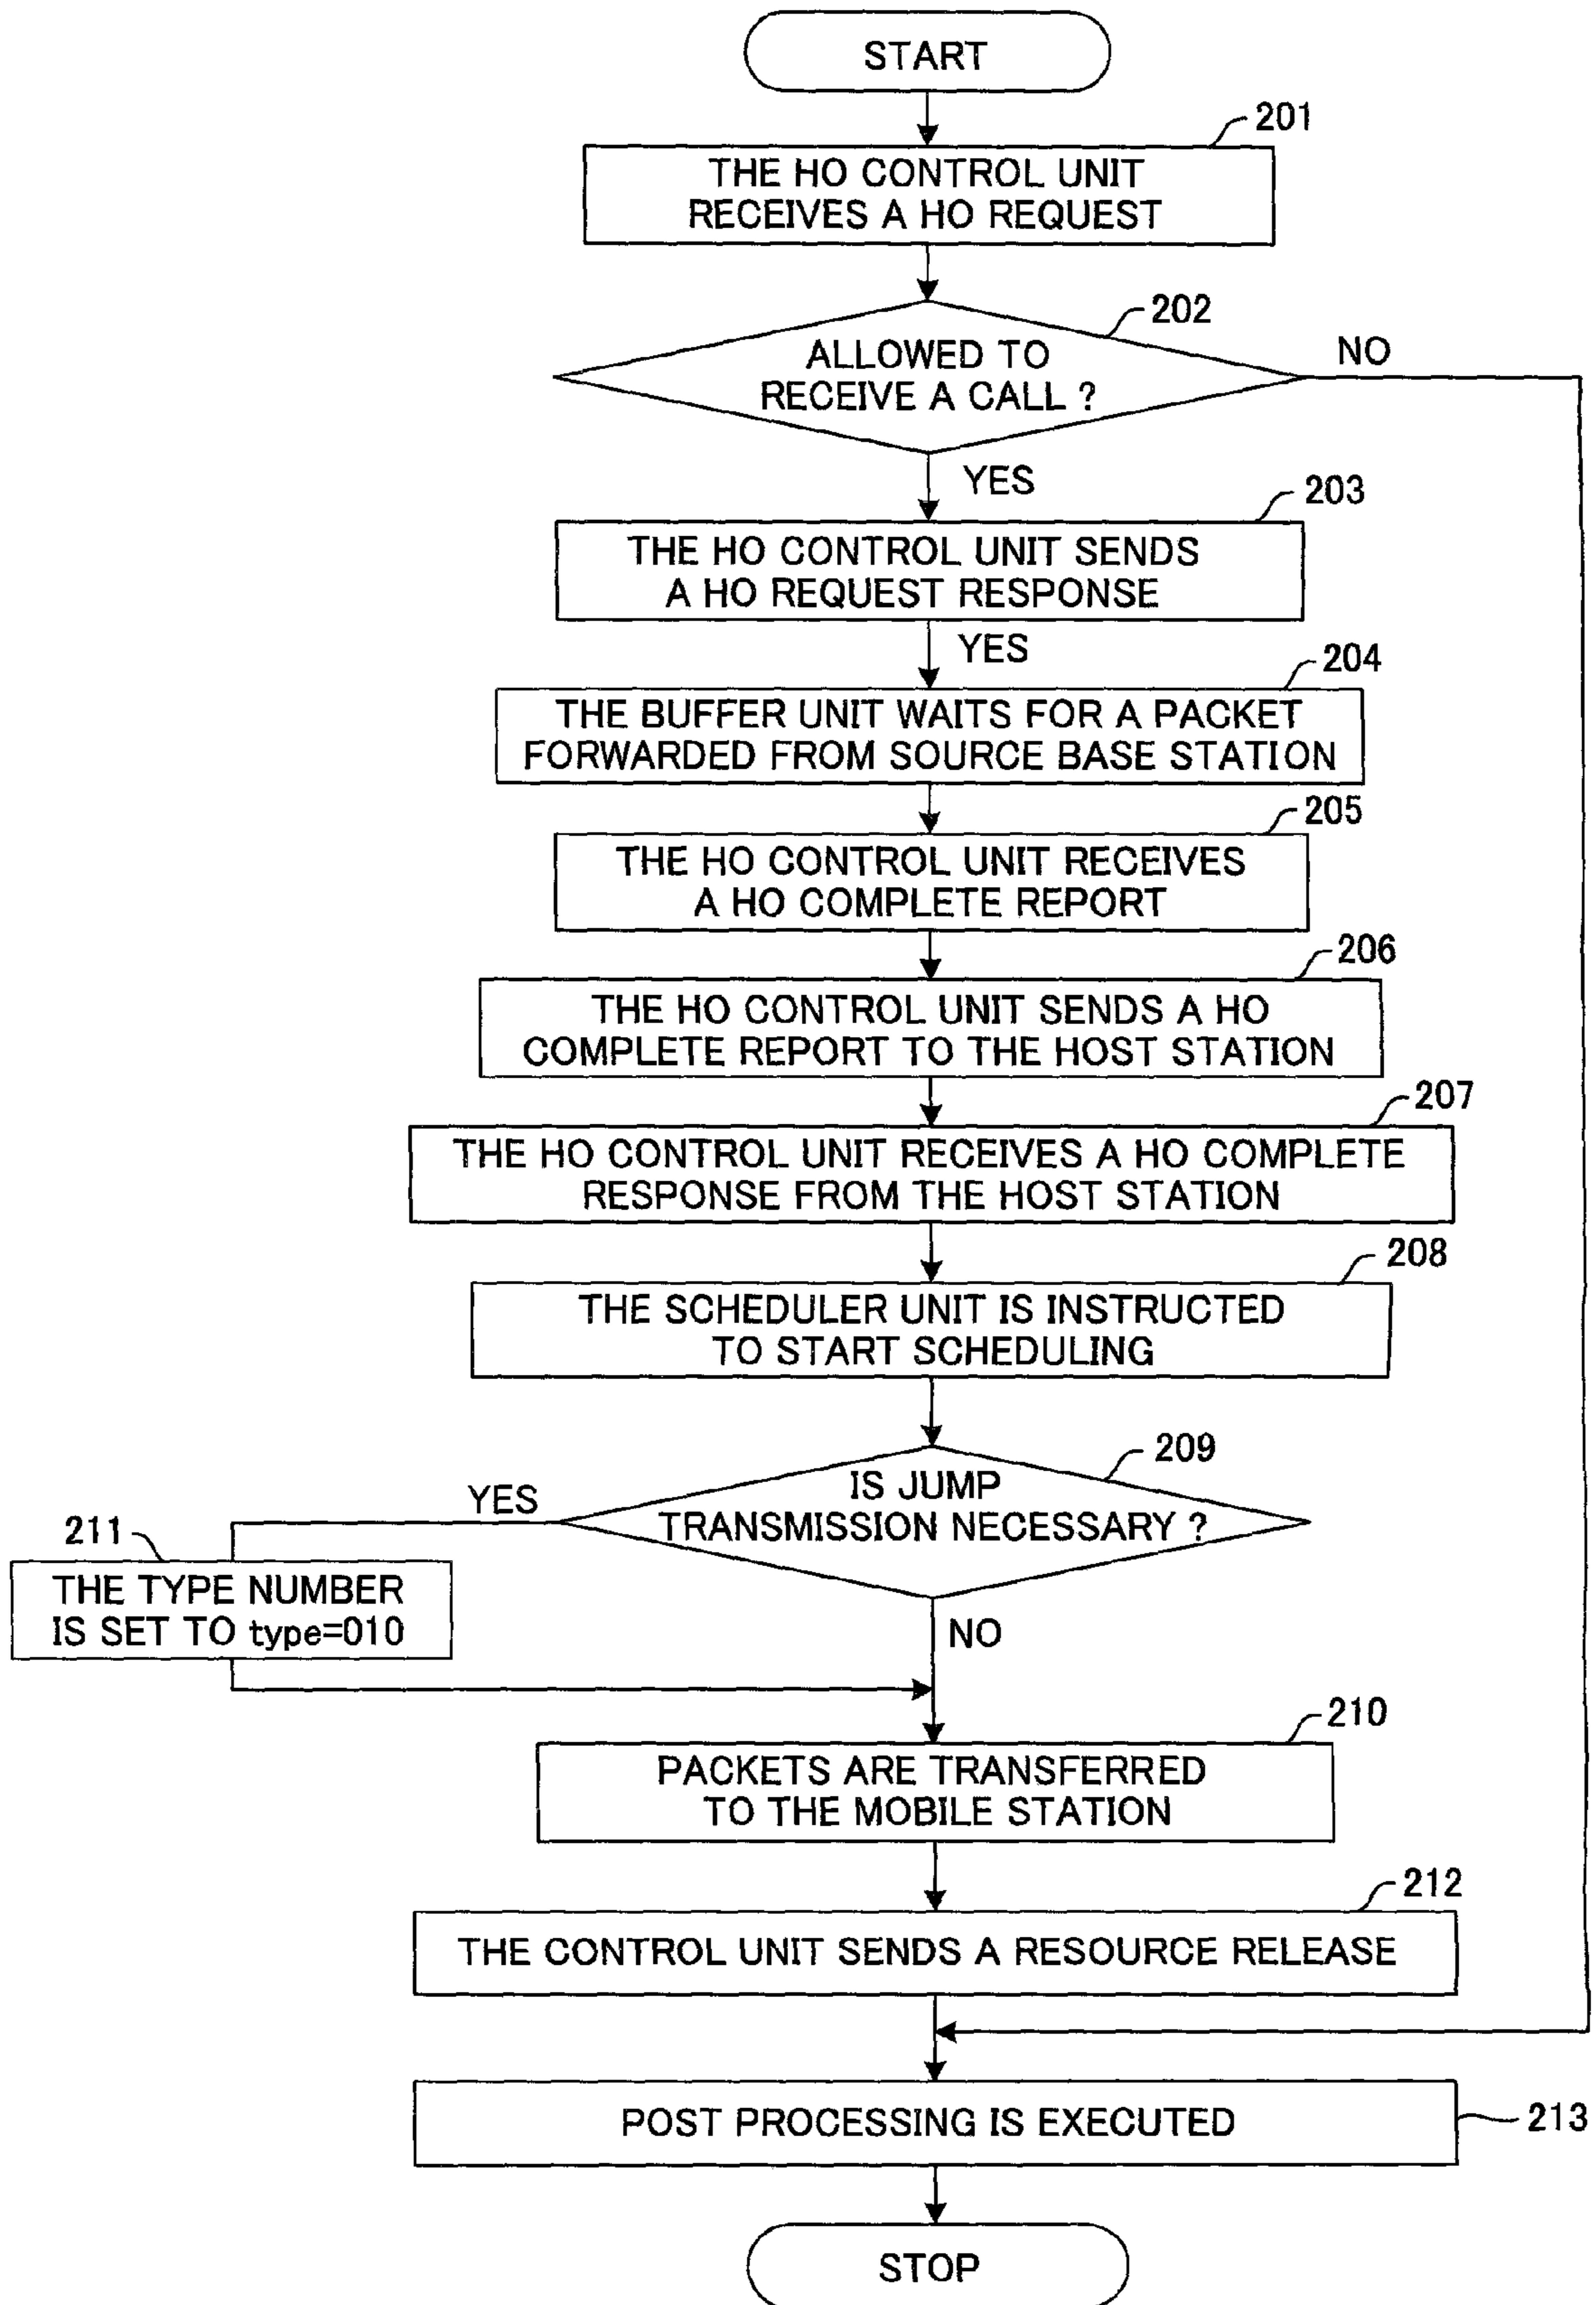 START
201
THE HO CONTROL UNIT
RECEIVES A HO REQUEST
202
ALLOWED TO
RECEIVE A CALL ?
NO
YES
203
THE HO CONTROL UNIT SENDS
A HO REQUEST RESPONSE
YES
204
THE BUFFER UNIT WAITS FOR A PACKET
FORWARDED FROM SOURCE BASE STATION
205
THE HO CONTROL UNIT RECEIVES
A HO COMPLETE REPORT
206
THE HO CONTROL UNIT SENDS A HO
COMPLETE REPORT TO THE HOST STATION
207
THE HO CONTROL UNIT RECEIVES A HO COMPLETE
RESPONSE FROM THE HOST STATION
208
THE SCHEDULER UNIT IS INSTRUCTED
TO START SCHEDULING
209
IS JUMP
TRANSMISSION NECESSARY ?
YES
211
THE TYPE NUMBER
IS SET TO type=010
NO
210
PACKETS ARE TRANSFERRED
TO THE MOBILE STATION
212
THE CONTROL UNIT SENDS A RESOURCE RELEASE
POST PROCESSING IS EXECUTED
213
STOP